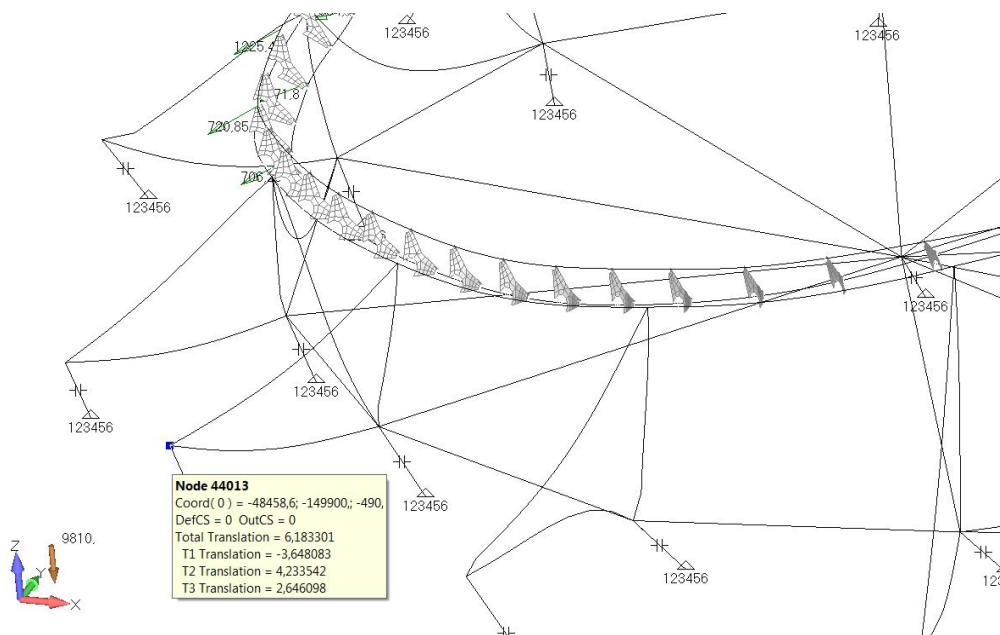 123456
123456
1225,4
71,8
123456
720,85
706,
123456
123456
123456
123456
Node 44013
Coord( 0 ) = -48458,6; -149900,; -490,
DefCS = 0 OutCS = 0
Total Translation = 6,183301
T1 Translation = -3,648083
T2 Translation = 4,233542
T3 Translation = 2,646098
123456
9810,
Z
Y
X
123456